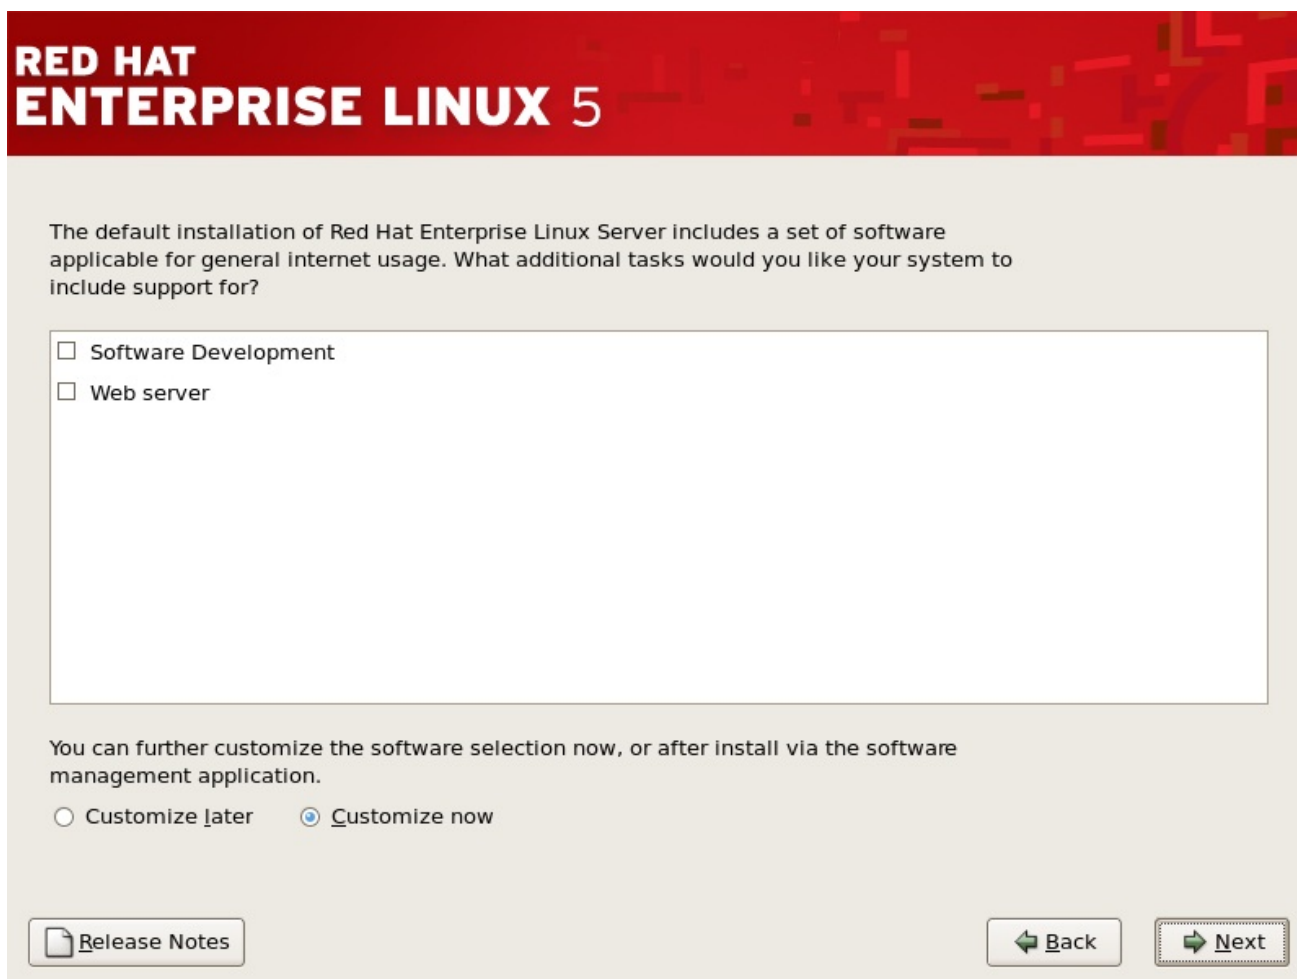 RED HAT
ENTERPRISE LINUX 5
The default installation of Red Hat Enterprise Linux Server includes a set of software
applicable for general internet usage. What additional tasks would you like your system to
include support for?
Software Development
Web server
You can further customize the software selection now, or after install via the software
management application.
Customize later Customize now
Release Notes Back Next